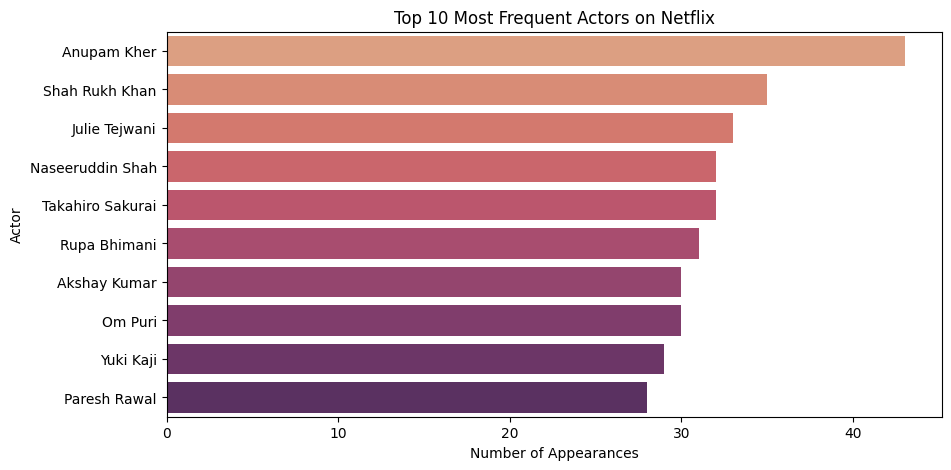 Top 10 Most Frequent Actors on Netflix
Actor
Anupam Kher
Shah Rukh Khan
Julie Tejwani
Naseeruddin Shah
Takahiro Sakurai
Rupa Bhimani
Akshay Kumar
Om Puri
Yuki Kaji
Paresh Rawal
0 10 20 30 40
Number of Appearances